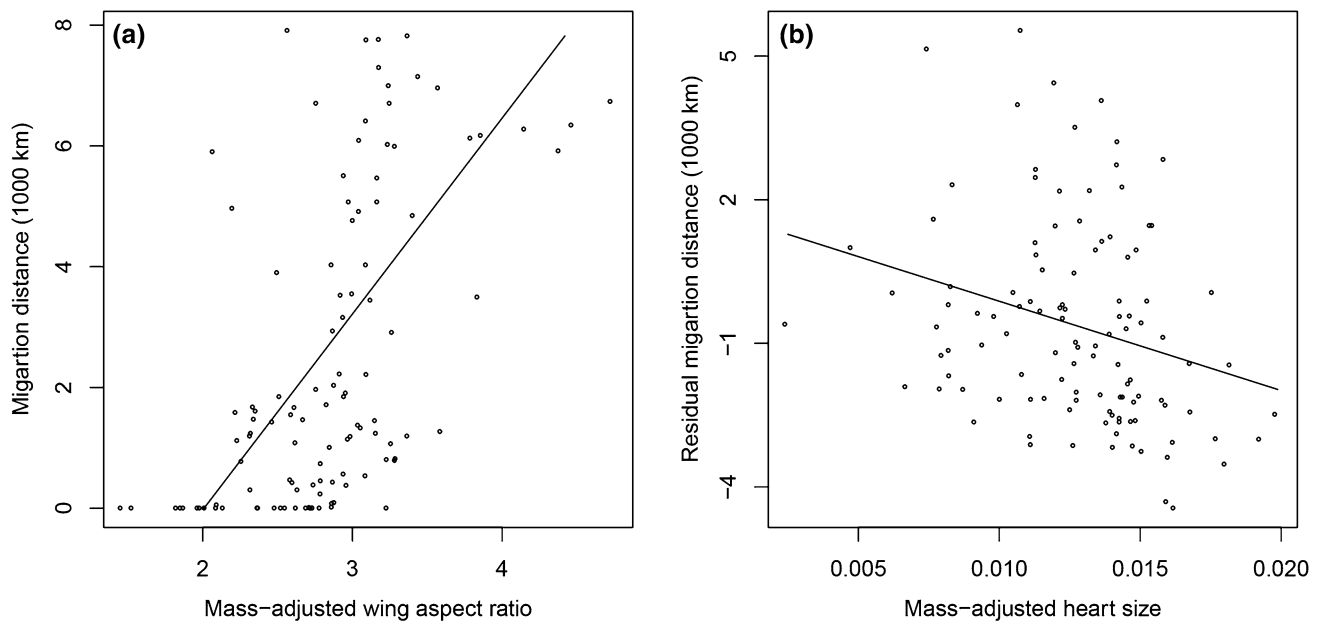 (a)
8
6
4
2
0
Migartion distance (1000 km)
2 3 4
Mass−adjusted wing aspect ratio
(b)
5
2
−1
−4
Residual migartion distance (1000 km)
0.005 0.010 0.015 0.020
Mass−adjusted heart size